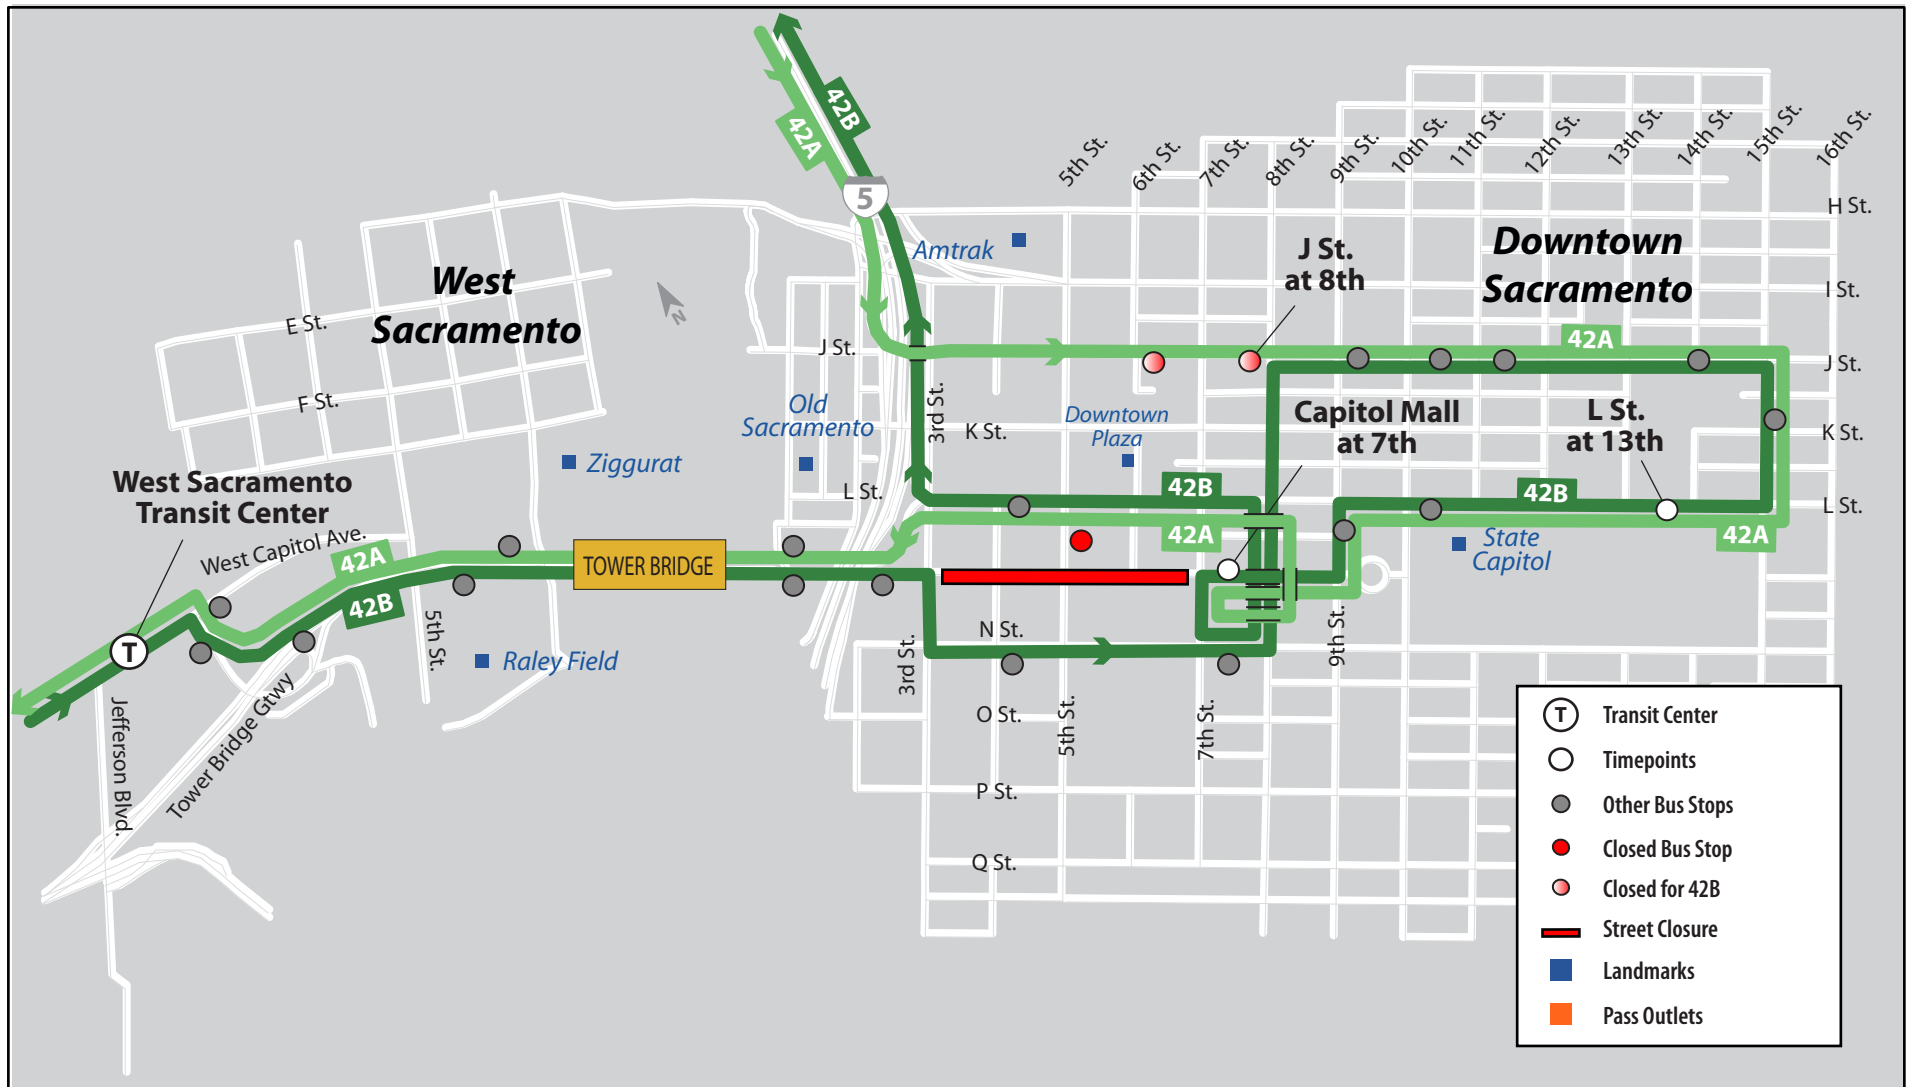 42B
42A
5
5th St.
6th St.
7th St.
8th St.
9th St.
10th St.
11th St.
12th St.
13th St.
14th St.
15th St.
16th St.
H St.
Amtrak
J St.
at 8th
Downtown
Sacramento
West
Sacramento
N
I St.
E St.
J St.
42A
J St.
F St.
Old
Sacramento
3rd St.
K St.
Downtown
Plaza
Capitol Mall
at 7th
L St.
at 13th
K St.
Ziggurat
West Sacramento
Transit Center
L St.
42B
42B
L St.
West Capitol Ave.
42A
TOWER BRIDGE
42A
State
Capitol
42A
42B
5th St.
T
Raley Field
N St.
3rd St.
9th St.
Jefferson Blvd.
Tower Bridge Gtwy
O St.
5th St.
7th St.
P St.
Q St.
T Transit Center
Timepoints
Other Bus Stops
Closed Bus Stop
Closed for 42B
Street Closure
Landmarks
Pass Outlets